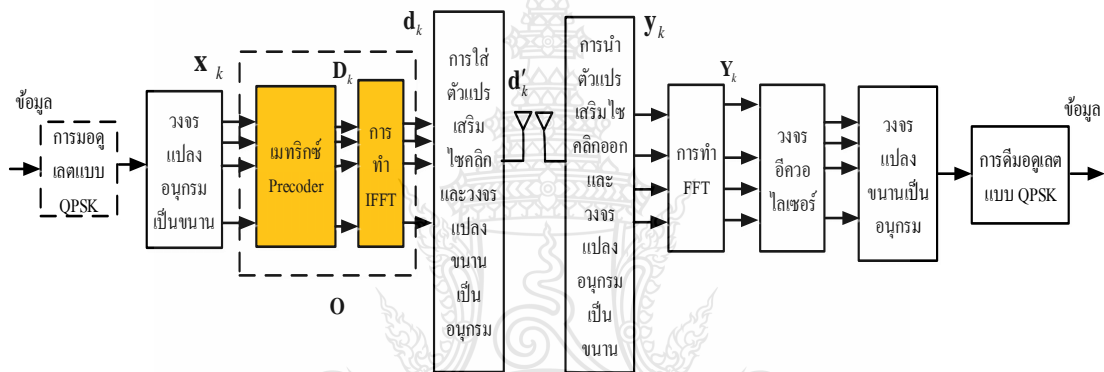 ข้อมูล
การมอดู
เลตแบบ
QPSK
x k
วงจร
แปลง
อนุกรม
เป็นขนาน
เมทริกซ์
Precoder
D k
การ
ทำ
IFFT
O
d k
การใส่
ตัวแปร
เสริม
ไซคลิก
และวงจร
แปลง
ขนาน
เป็น
อนุกรม
d′ k
y k
การนำ
ตัวแปร
เสริมไซ
คลิกออก
และ
วงจร
แปลง
อนุกรม
เป็น
ขนาน
การทำ
FFT
Y k
วงจร
อีควอ
ไลเซอร์
วงจร
แปลง
ขนานเป็น
อนุกรม
การดีมอดูเลต
แบบ QPSK
ข้อมูล